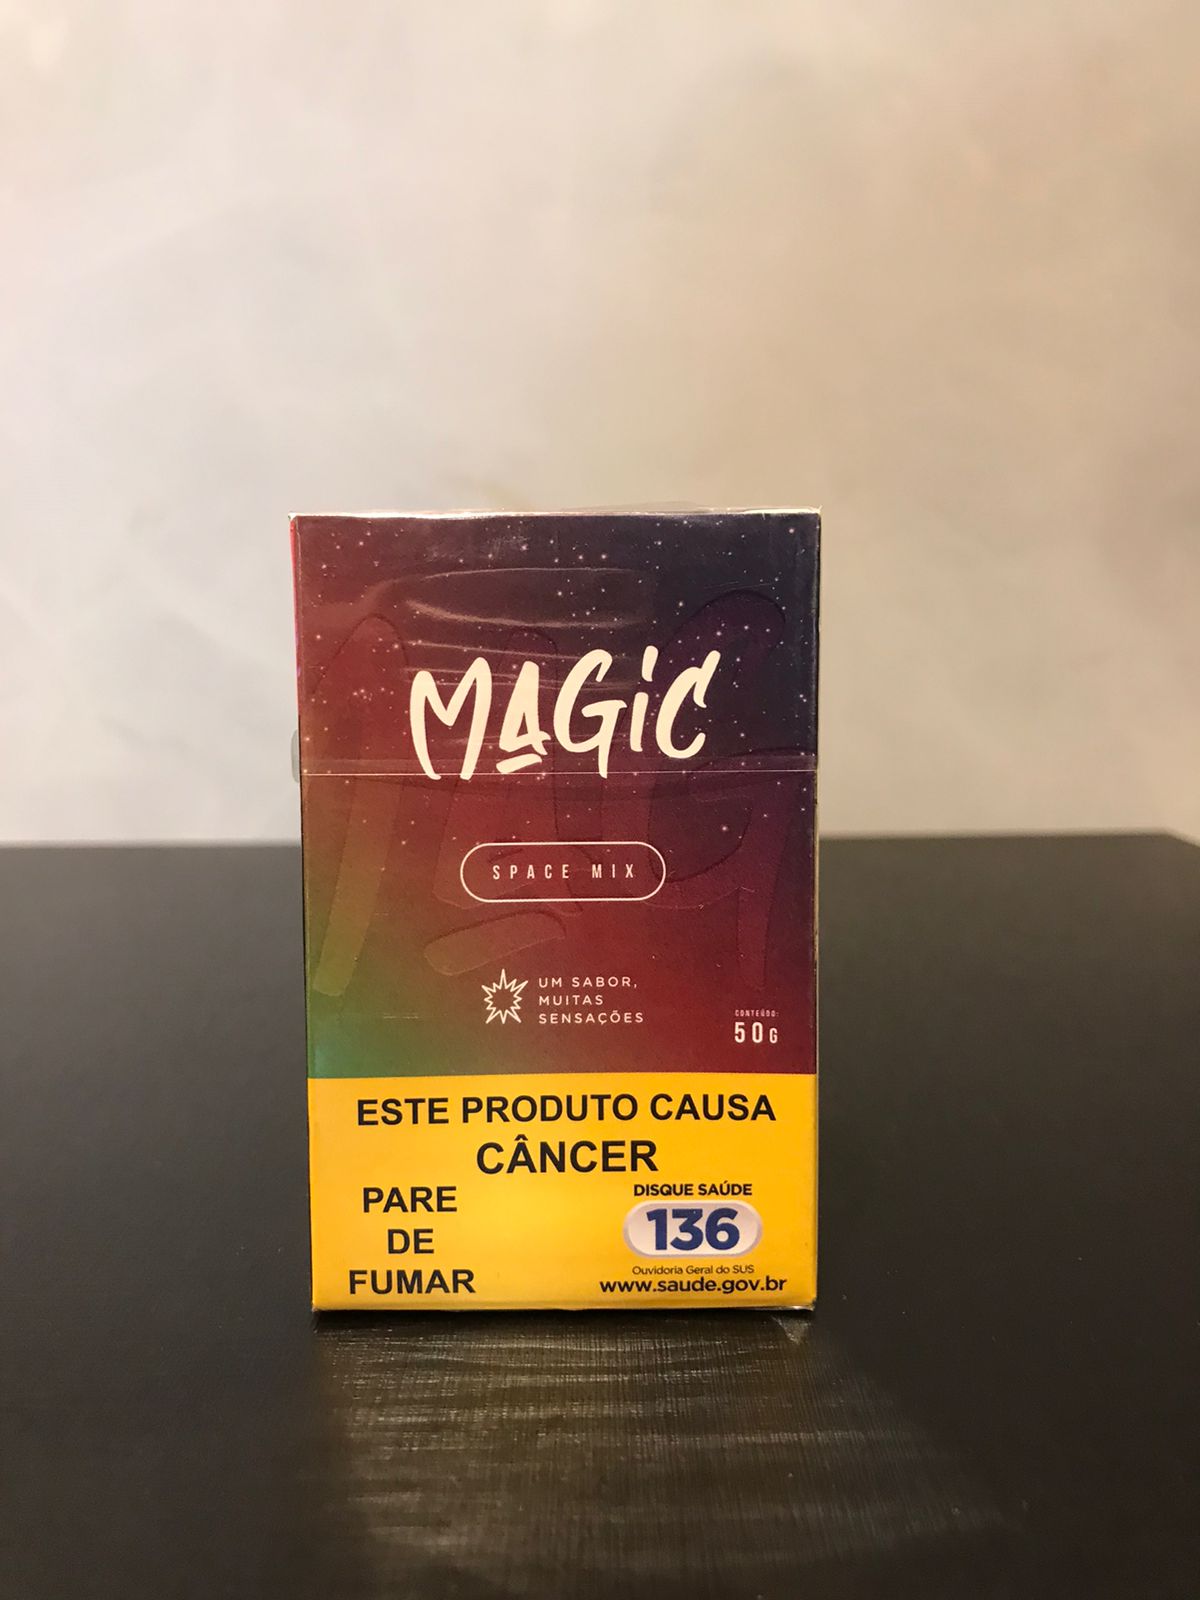 MAGIC
SPACE MIX
UM SABOR,
MUITAS
SENSAÇÕES
CONTEÚDO:
50G
ESTE PRODUTO CAUSA
CÂNCER
PARE
DE
FUMAR
DISQUE SAÚDE
136
Ouvidoria Geral do SUS
www.saude.gov.br